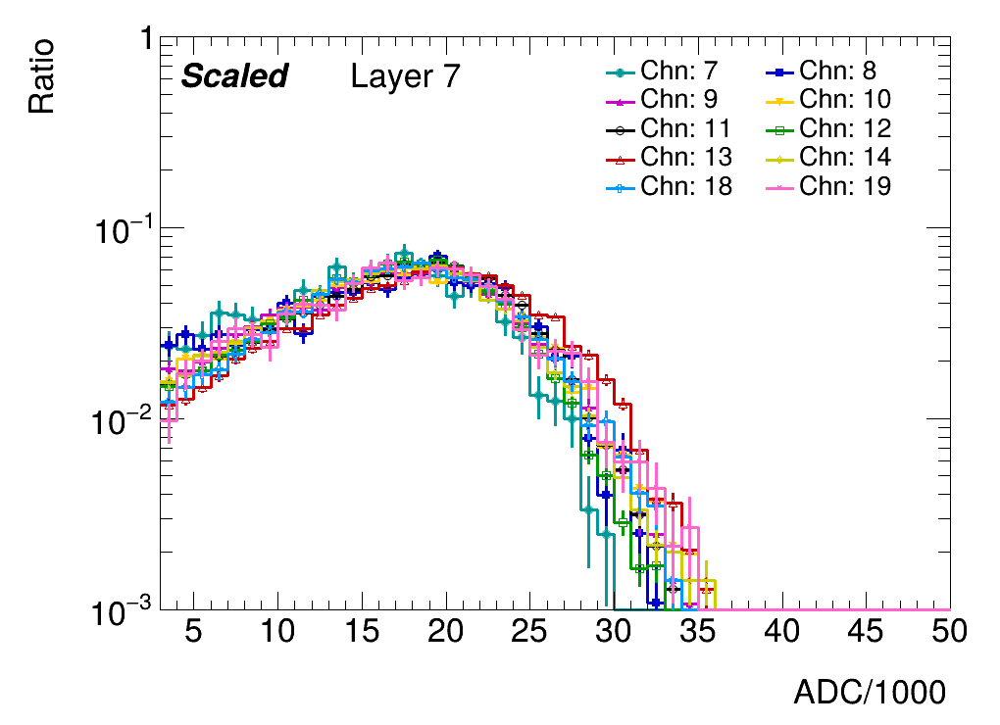 Ratio
1
Scaled Layer 7
Chn: 7 Chn: 8
Chn: 9 Chn: 10
Chn: 11 Chn: 12
Chn: 13 Chn: 14
Chn: 18 Chn: 19
10⁻¹
10⁻²
10⁻³
5 10 15 20 25 30 35 40 45 50
ADC/1000